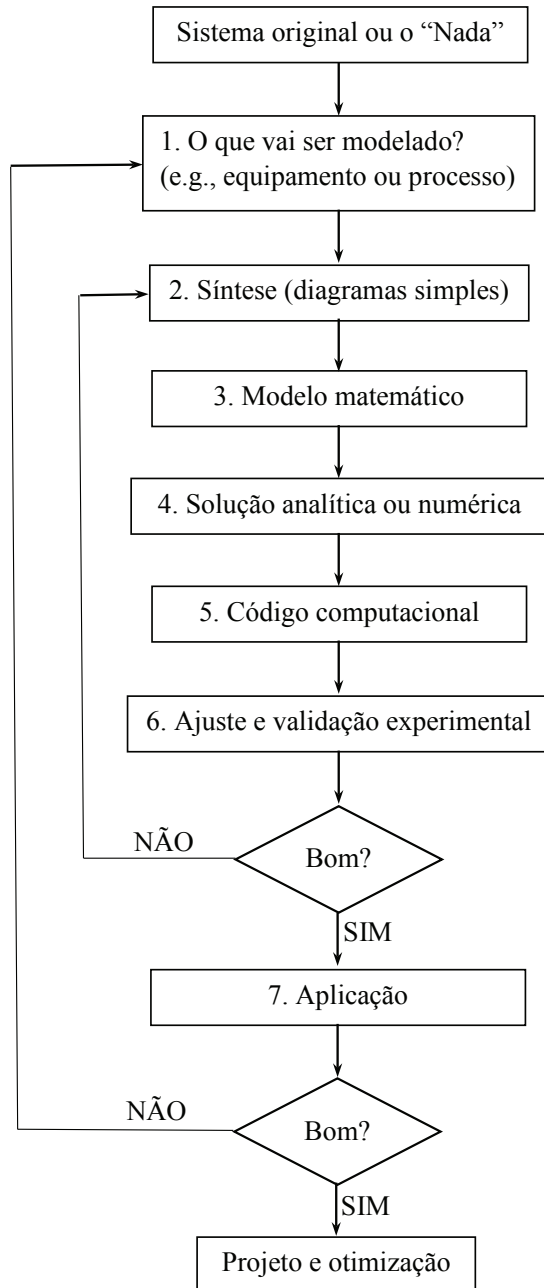 Sistema original ou o “Nada”
1. O que vai ser modelado?
(e.g., equipamento ou processo)
2. Síntese (diagramas simples)
3. Modelo matemático
4. Solução analítica ou numérica
5. Código computacional
6. Ajuste e validação experimental
NÃO
Bom?
SIM
7. Aplicação
NÃO
Bom?
SIM
Projeto e otimização